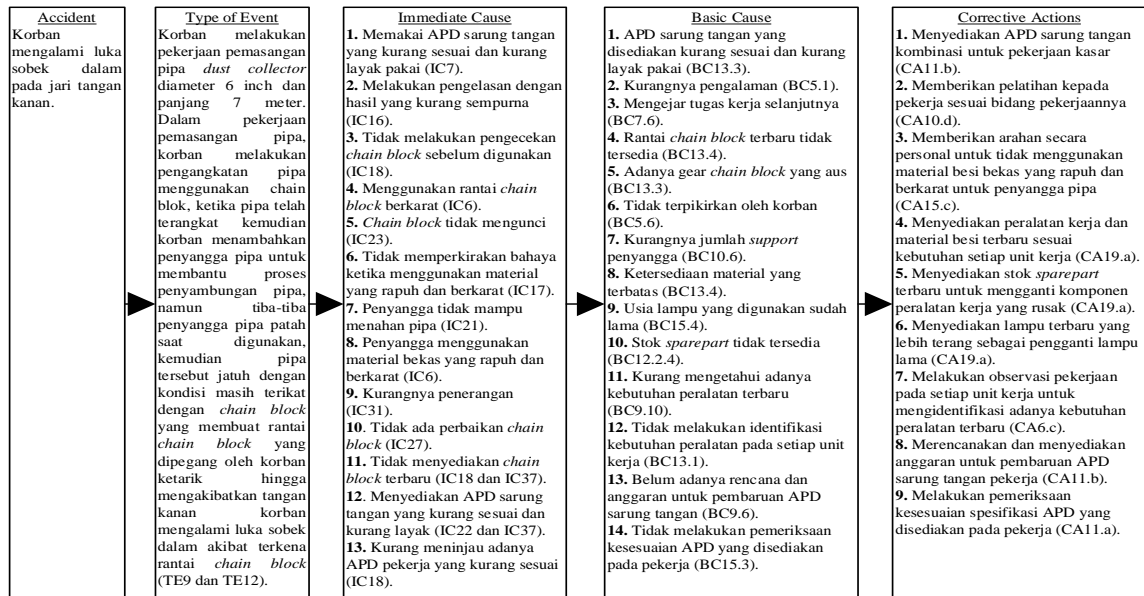 Accident
Korban
mengalami luka
sobek dalam
pada jari tangan
kanan.
Type of Event
Korban melakukan
pekerjaan pemasangan
pipa dust collector
diameter 6 inch dan
panjang 7 meter.
Dalam pekerjaan
pemasangan pipa,
korban melakukan
pengangkatan pipa
menggunakan chain
blok, ketika pipa telah
terangkat kemudian
korban menambahkan
penyangga pipa untuk
membantu proses
penyambungan pipa,
namun tiba-tiba
penyangga pipa patah
saat digunakan,
kemudian pipa
tersebut jatuh dengan
kondisi masih terikat
dengan chain block
yang membuat rantai
chain block yang
dipegang oleh korban
ketarik hingga
mengakibatkan tangan
kanan korban
mengalami luka sobek
dalam akibat terkena
rantai chain block
(TE9 dan TE12).
Immediate Cause
1. Memakai APD sarung tangan
yang kurang sesuai dan kurang
layak pakai (IC7).
2. Melakukan pengelasan dengan
hasil yang kurang sempurna
(IC16).
3. Tidak melakukan pengecekan
chain block sebelum digunakan
(IC18).
4. Menggunakan rantai chain
block berkarat (IC6).
5. Chain block tidak mengunci
(IC23).
6. Tidak memperkirakan bahaya
ketika menggunakan material
yang rapuh dan berkarat (IC17).
7. Penyangga tidak mampu
menahan pipa (IC21).
8. Penyangga menggunakan
material bekas yang rapuh dan
berkarat (IC6).
9. Kurangnya penerangan
(IC31).
10. Tidak ada perbaikan chain
block (IC27).
11. Tidak menyediakan chain
block terbaru (IC18 dan IC37).
12. Menyediakan APD sarung
tangan yang kurang sesuai dan
kurang layak (IC22 dan IC37).
13. Kurang meninjau adanya
APD pekerja yang kurang sesuai
(IC18).
Basic Cause
1. APD sarung tangan yang
disediakan kurang sesuai dan kurang
layak pakai (BC13.3).
2. Kurangnya pengalaman (BC5.1).
3. Mengejar tugas kerja selanjutnya
(BC7.6).
4. Rantai chain block terbaru tidak
tersedia (BC13.4).
5. Adanya gear chain block yang aus
(BC13.3).
6. Tidak terpikirkan oleh korban
(BC5.6).
7. Kurangnya jumlah support
penyangga (BC10.6).
8. Ketersediaan material yang
terbatas (BC13.4).
9. Usia lampu yang digunakan sudah
lama (BC15.4).
10. Stok sparepart tidak tersedia
(BC12.2.4).
11. Kurang mengetahui adanya
kebutuhan peralatan terbaru
(BC9.10).
12. Tidak melakukan identifikasi
kebutuhan peralatan pada setiap unit
kerja (BC13.1).
13. Belum adanya rencana dan
anggaran untuk pembaruan APD
sarung tangan (BC9.6).
14. Tidak melakukan pemeriksaan
kesesuaian APD yang disediakan
pada pekerja (BC15.3).
Corrective Actions
1. Menyediakan APD sarung tangan
kombinasi untuk pekerjaan kasar
(CA11.b).
2. Memberikan pelatihan kepada
pekerja sesuai bidang pekerjaannya
(CA10.d).
3. Memberikan arahan secara
personal untuk tidak menggunakan
material besi bekas yang rapuh dan
berkarat untuk penyangga pipa
(CA15.c).
4. Menyediakan peralatan kerja dan
material besi terbaru sesuai
kebutuhan setiap unit kerja (CA19.a).
5. Menyediakan stok sparepart
terbaru untuk mengganti komponen
peralatan kerja yang rusak (CA19.a).
6. Menyediakan lampu terbaru yang
lebih terang sebagai pengganti lampu
lama (CA19.a).
7. Melakukan observasi pekerjaan
pada setiap unit kerja untuk
mengidentifikasi adanya kebutuhan
peralatan terbaru (CA6.c).
8. Merencanakan dan menyediakan
anggaran untuk pembaruan APD
sarung tangan pekerja (CA11.b).
9. Melakukan pemeriksaan
kesesuaian spesifikasi APD yang
disediakan pada pekerja (CA11.a).